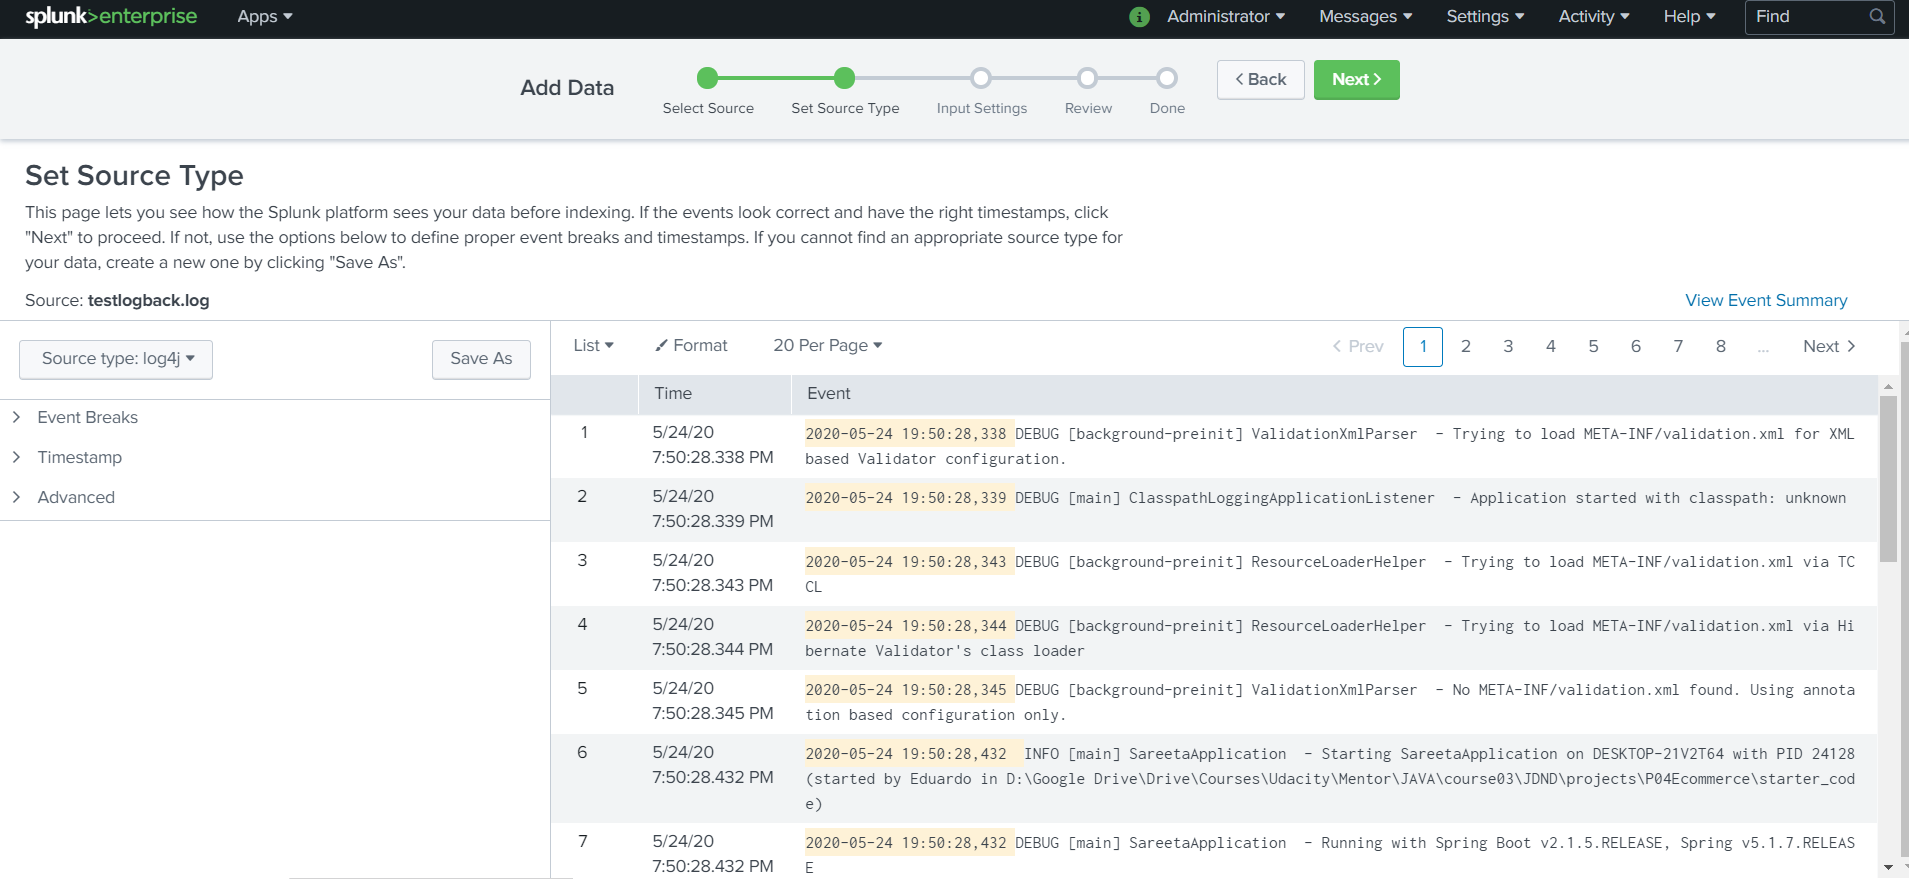 splunk>enterprise Apps Administrator Messages Settings Activity Help Find
Add Data
Select Source Set Source Type Input Settings Review Done
Back Next
Set Source Type
This page lets you see how the Splunk platform sees your data before indexing. If the events look correct and have the right timestamps, click
"Next" to proceed. If not, use the options below to define proper event breaks and timestamps. If you cannot find an appropriate source type for
your data, create a new one by clicking "Save As".
Source: testlogback.log
View Event Summary
Source type: log4j
Save As
Event Breaks
Timestamp
Advanced
List Format 20 Per Page
Prev 1 2 3 4 5 6 7 8 ... Next
Time Event
1 5/24/20
7:50:28.338 PM
2020-05-24 19:50:28,338 DEBUG [background-preinit] ValidationXmlParser - Trying to load META-INF/validation.xml for XML
based Validator configuration.
2 5/24/20
7:50:28.339 PM
2020-05-24 19:50:28,339 DEBUG [main] ClasspathLoggingApplicationListener - Application started with classpath: unknown
3 5/24/20
7:50:28.343 PM
2020-05-24 19:50:28,343 DEBUG [background-preinit] ResourceLoaderHelper - Trying to load META-INF/validation.xml via TC
CL
4 5/24/20
7:50:28.344 PM
2020-05-24 19:50:28,344 DEBUG [background-preinit] ResourceLoaderHelper - Trying to load META-INF/validation.xml via Hi
bernate Validator's class loader
5 5/24/20
7:50:28.345 PM
2020-05-24 19:50:28,345 DEBUG [background-preinit] ValidationXmlParser - No META-INF/validation.xml found. Using annota
tion based configuration only.
6 5/24/20
7:50:28.432 PM
2020-05-24 19:50:28,432 INFO [main] SareetaApplication - Starting SareetaApplication on DESKTOP-21V2T64 with PID 24128
(started by Eduardo in D:\Google Drive\Drive\Courses\Udacity\Mentor\JAVA\course03\JDND\projects\P04Ecommerce\starter_cod
e)
7 5/24/20
7:50:28.432 PM
2020-05-24 19:50:28,432 DEBUG [main] SareetaApplication - Running with Spring Boot v2.1.5.RELEASE, Spring v5.1.7.RELEAS
E